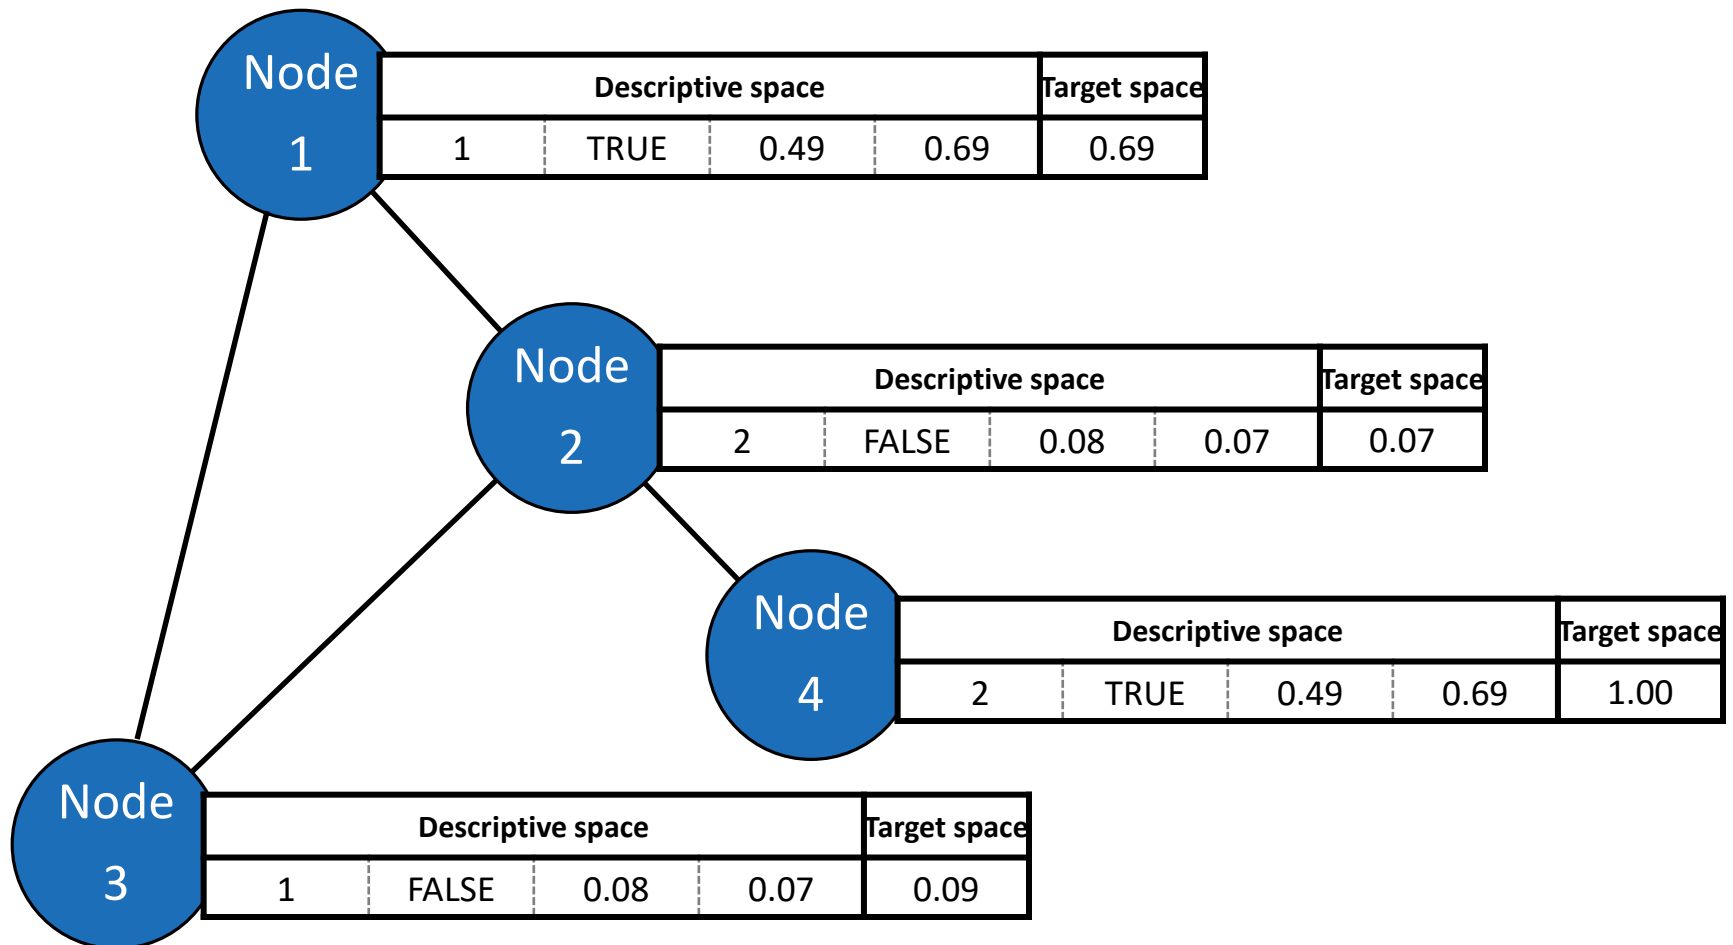 Node
1
Descriptive space Target space
1 TRUE 0.49 0.69 0.69
Node
2
Descriptive space Target space
2 FALSE 0.08 0.07 0.07
Node
4
Descriptive space Target space
2 TRUE 0.49 0.69 1.00
Node
3
Descriptive space Target space
1 FALSE 0.08 0.07 0.09